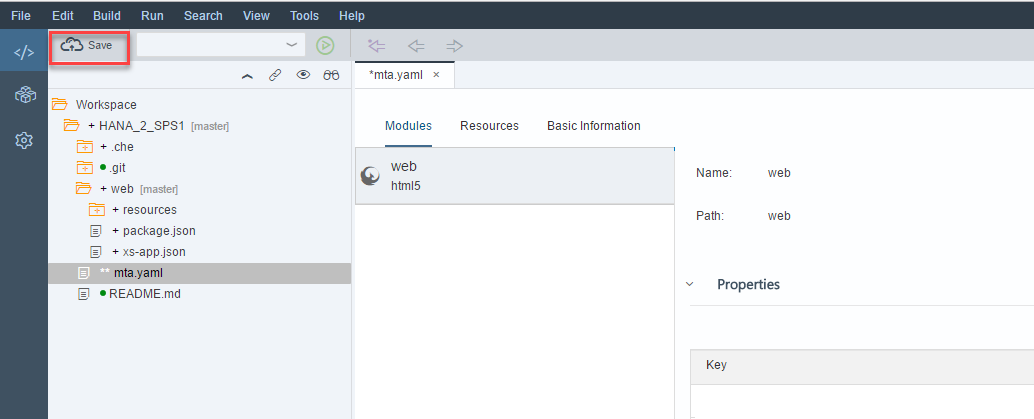 File Edit Build Run Search View Tools Help
</> Save
*mta.yaml ×
Workspace
+ HANA_2_SPS1 [master]
+ .che
.git
+ web [master]
+ resources
+ package.json
+ xs-app.json
** mta.yaml
README.md
Modules Resources Basic Information
web
html5
Name: web
Path: web
Properties
Key